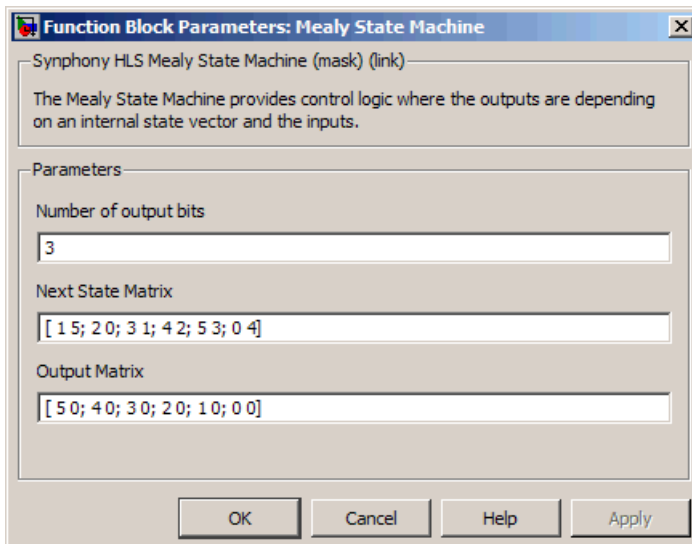 Function Block Parameters: Mealy State Machine
Synphony HLS Mealy State Machine (mask) (link)
The Mealy State Machine provides control logic where the outputs are depending
on an internal state vector and the inputs.
Parameters
Number of output bits
3
Next State Matrix
[ 1 5; 2 0; 3 1; 4 2; 5 3; 0 4]
Output Matrix
[ 5 0; 4 0; 3 0; 2 0; 1 0; 0 0]
OK Cancel Help Apply